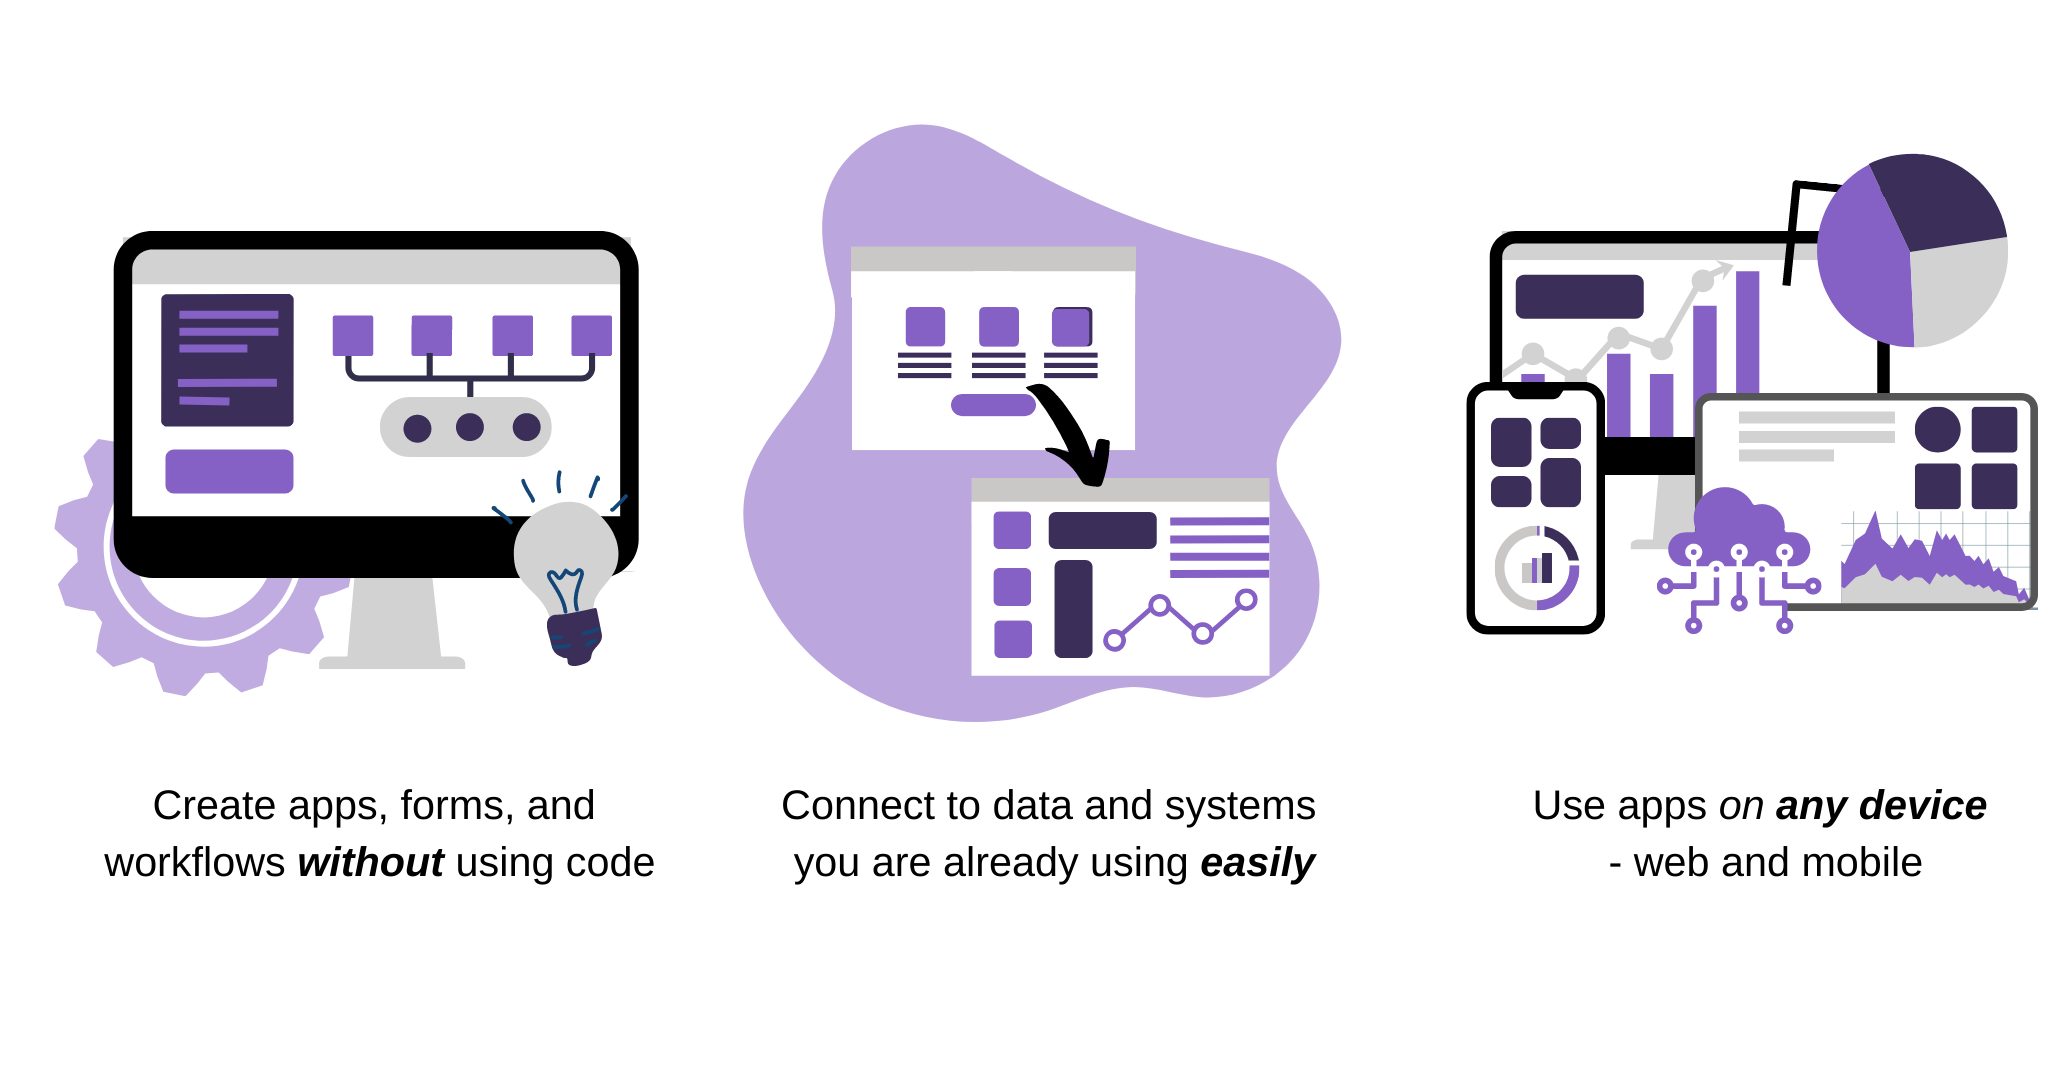 Create apps, forms, and
workflows without using code
Connect to data and systems
you are already using easily
Use apps on any device
- web and mobile